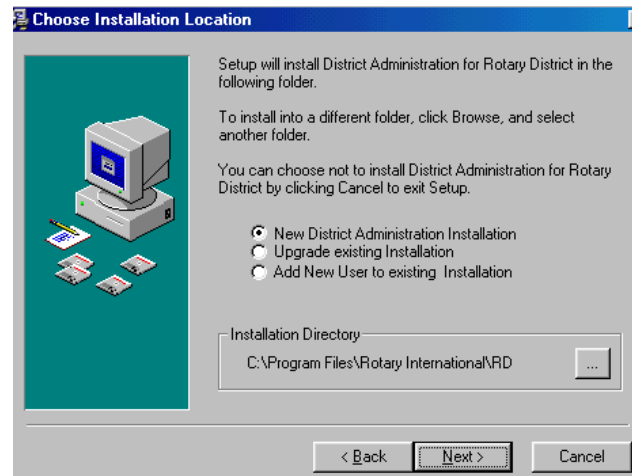 Choose Installation Location
Setup will install District Administration for Rotary District in the
following folder.
To install into a different folder, click Browse, and select
another folder.
You can choose not to install District Administration for Rotary
District by clicking Cancel to exit Setup.
New District Administration Installation
Upgrade existing Installation
Add New User to existing Installation
Installation Directory
C:\Program Files\Rotary International\RD
...
< Back
Next >
Cancel